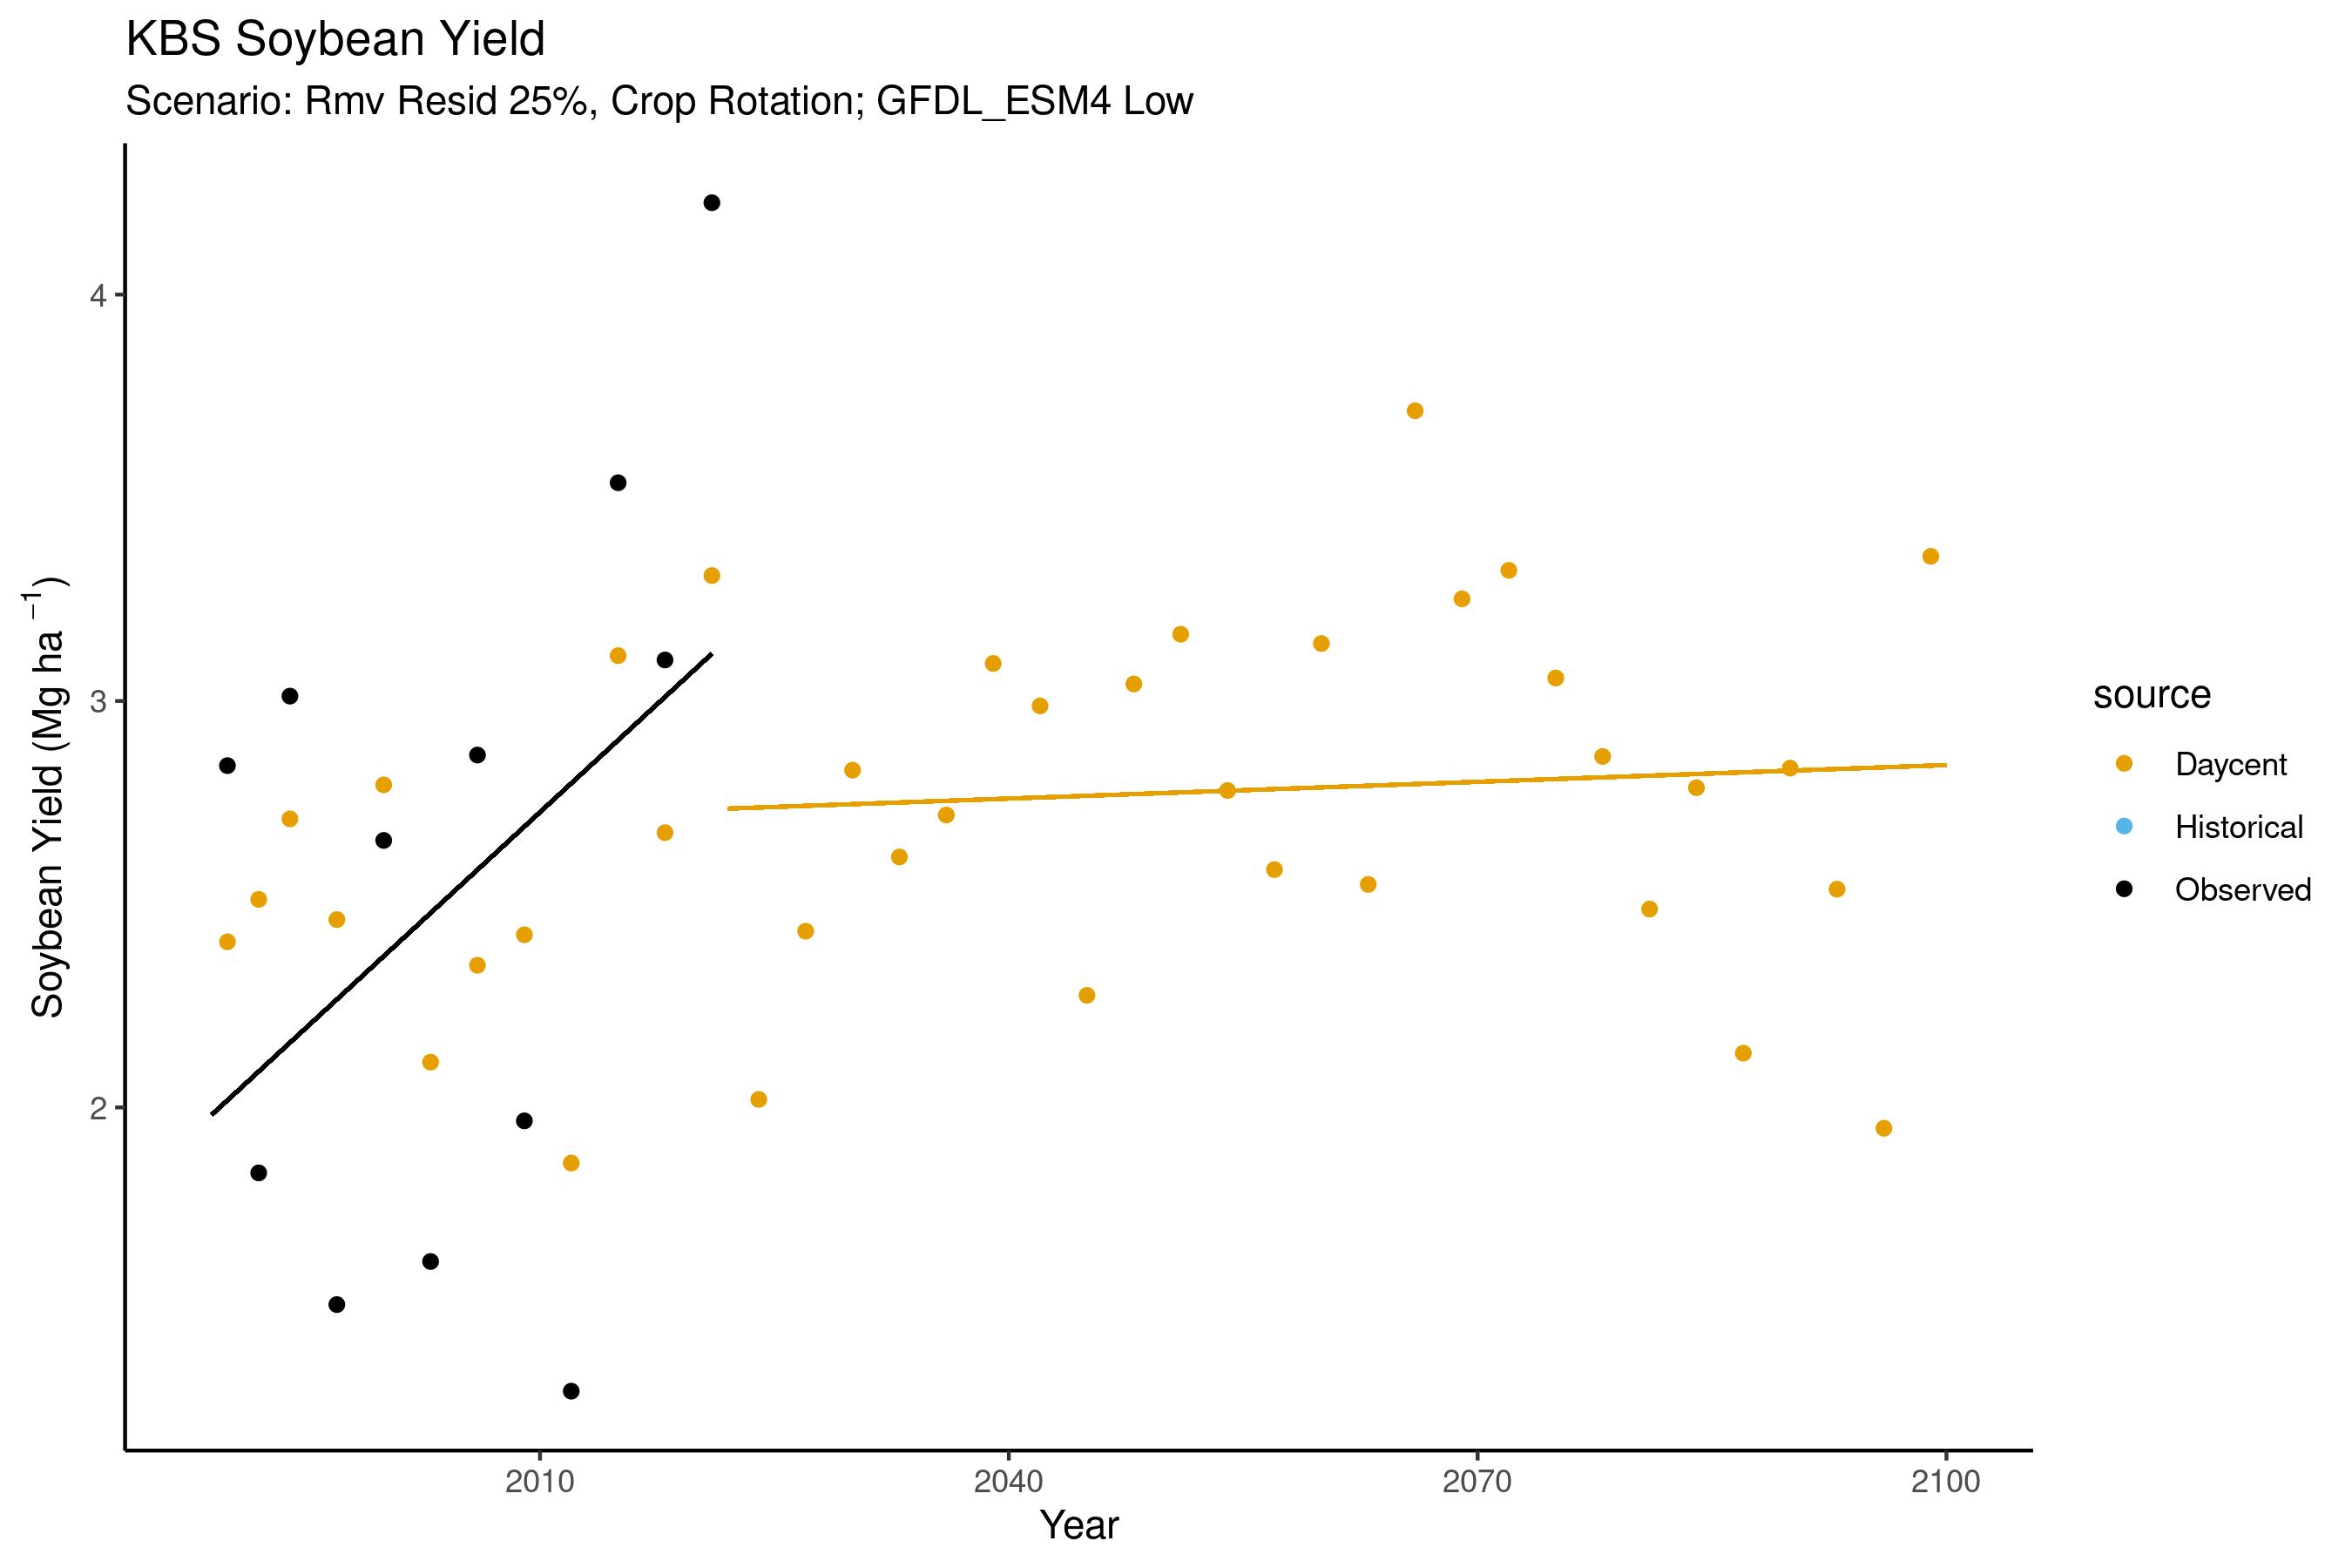 KBS Soybean Yield
Scenario: Rmv Resid 25%, Crop Rotation; GFDL_ESM4 Low
Soybean Yield (Mg ha⁻¹)
4
3
2
2010
2040
2070
2100
Year
source
Daycent
Historical
Observed